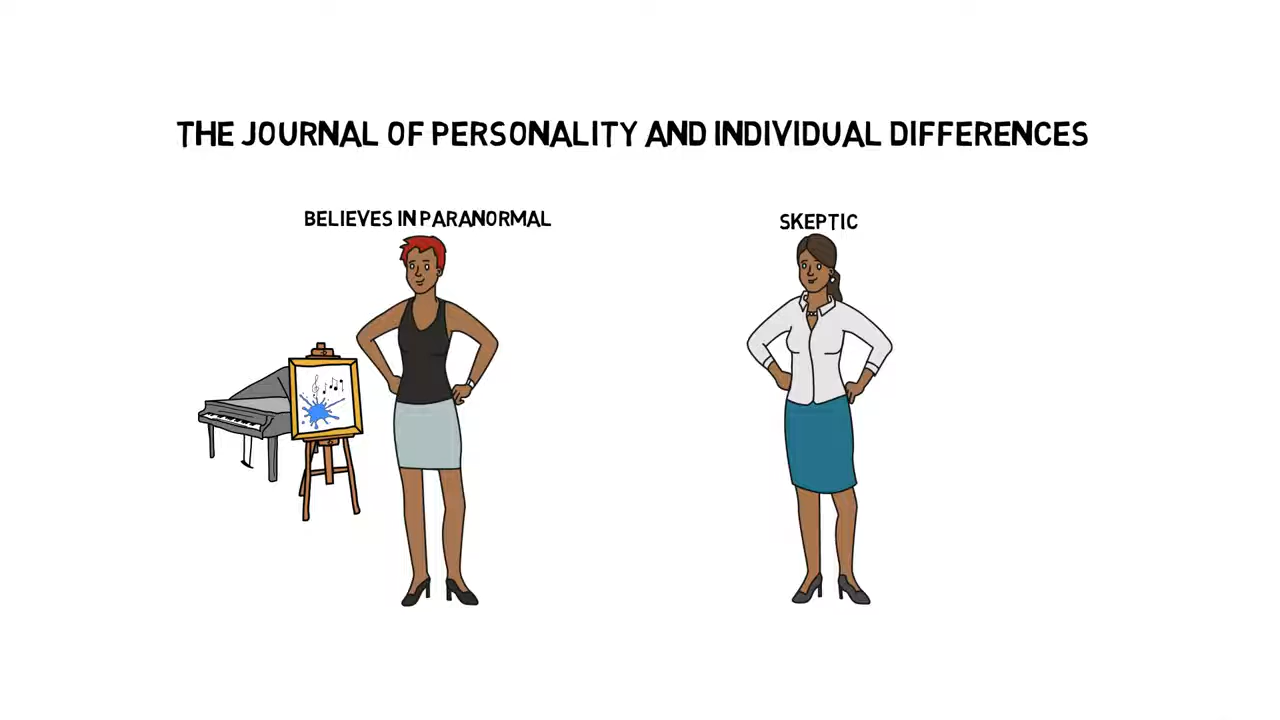 THE JOURNAL OF PERSONALITY AND INDIVIDUAL DIFFERENCES
BELIEVES IN PARANORMAL
SKEPTIC